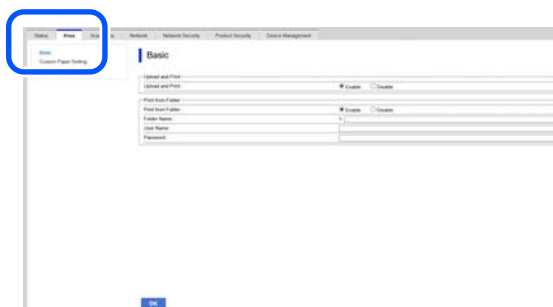 Status Print Network Network Security Product Security Device Management
Basic
Custom Paper Setting
Basic
Upload and Print
Upload and Print Enable Disable
Print from Folder
Print from Folder Enable Disable
Folder Name
User Name
Password
OK